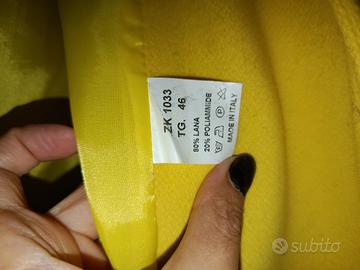 ZK 1033
TG. 46
80% LANA
20% POLIAMMIDE
MADE IN ITALY
subito